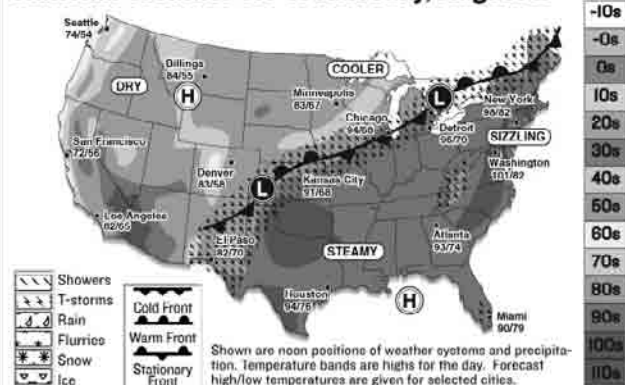 Seattle
74/54
Billings
84/55
DRY
H
COOLER
Minneapolis
83/67
L
New York
98/82
Chicago
94/68
Detroit
96/70
SIZZLING
San Francisco
72/56
Denver
83/58
L
Kansas City
91/68
Washington
101/82
Los Angeles
82/65
El Paso
82/70
STEAMY
Atlanta
93/74
Houston
94/76
H
Miami
90/79
Showers
T-storms
Rain
Flurries
Snow
Ice
Cold Front
Warm Front
Stationary
Front
Shown are noon positions of weather systems and precipita-
tion. Temperature bands are highs for the day. Forecast
high/low temperatures are given for selected cities.
-10s
-0s
0s
10s
20s
30s
40s
50s
60s
70s
80s
90s
100s
110s